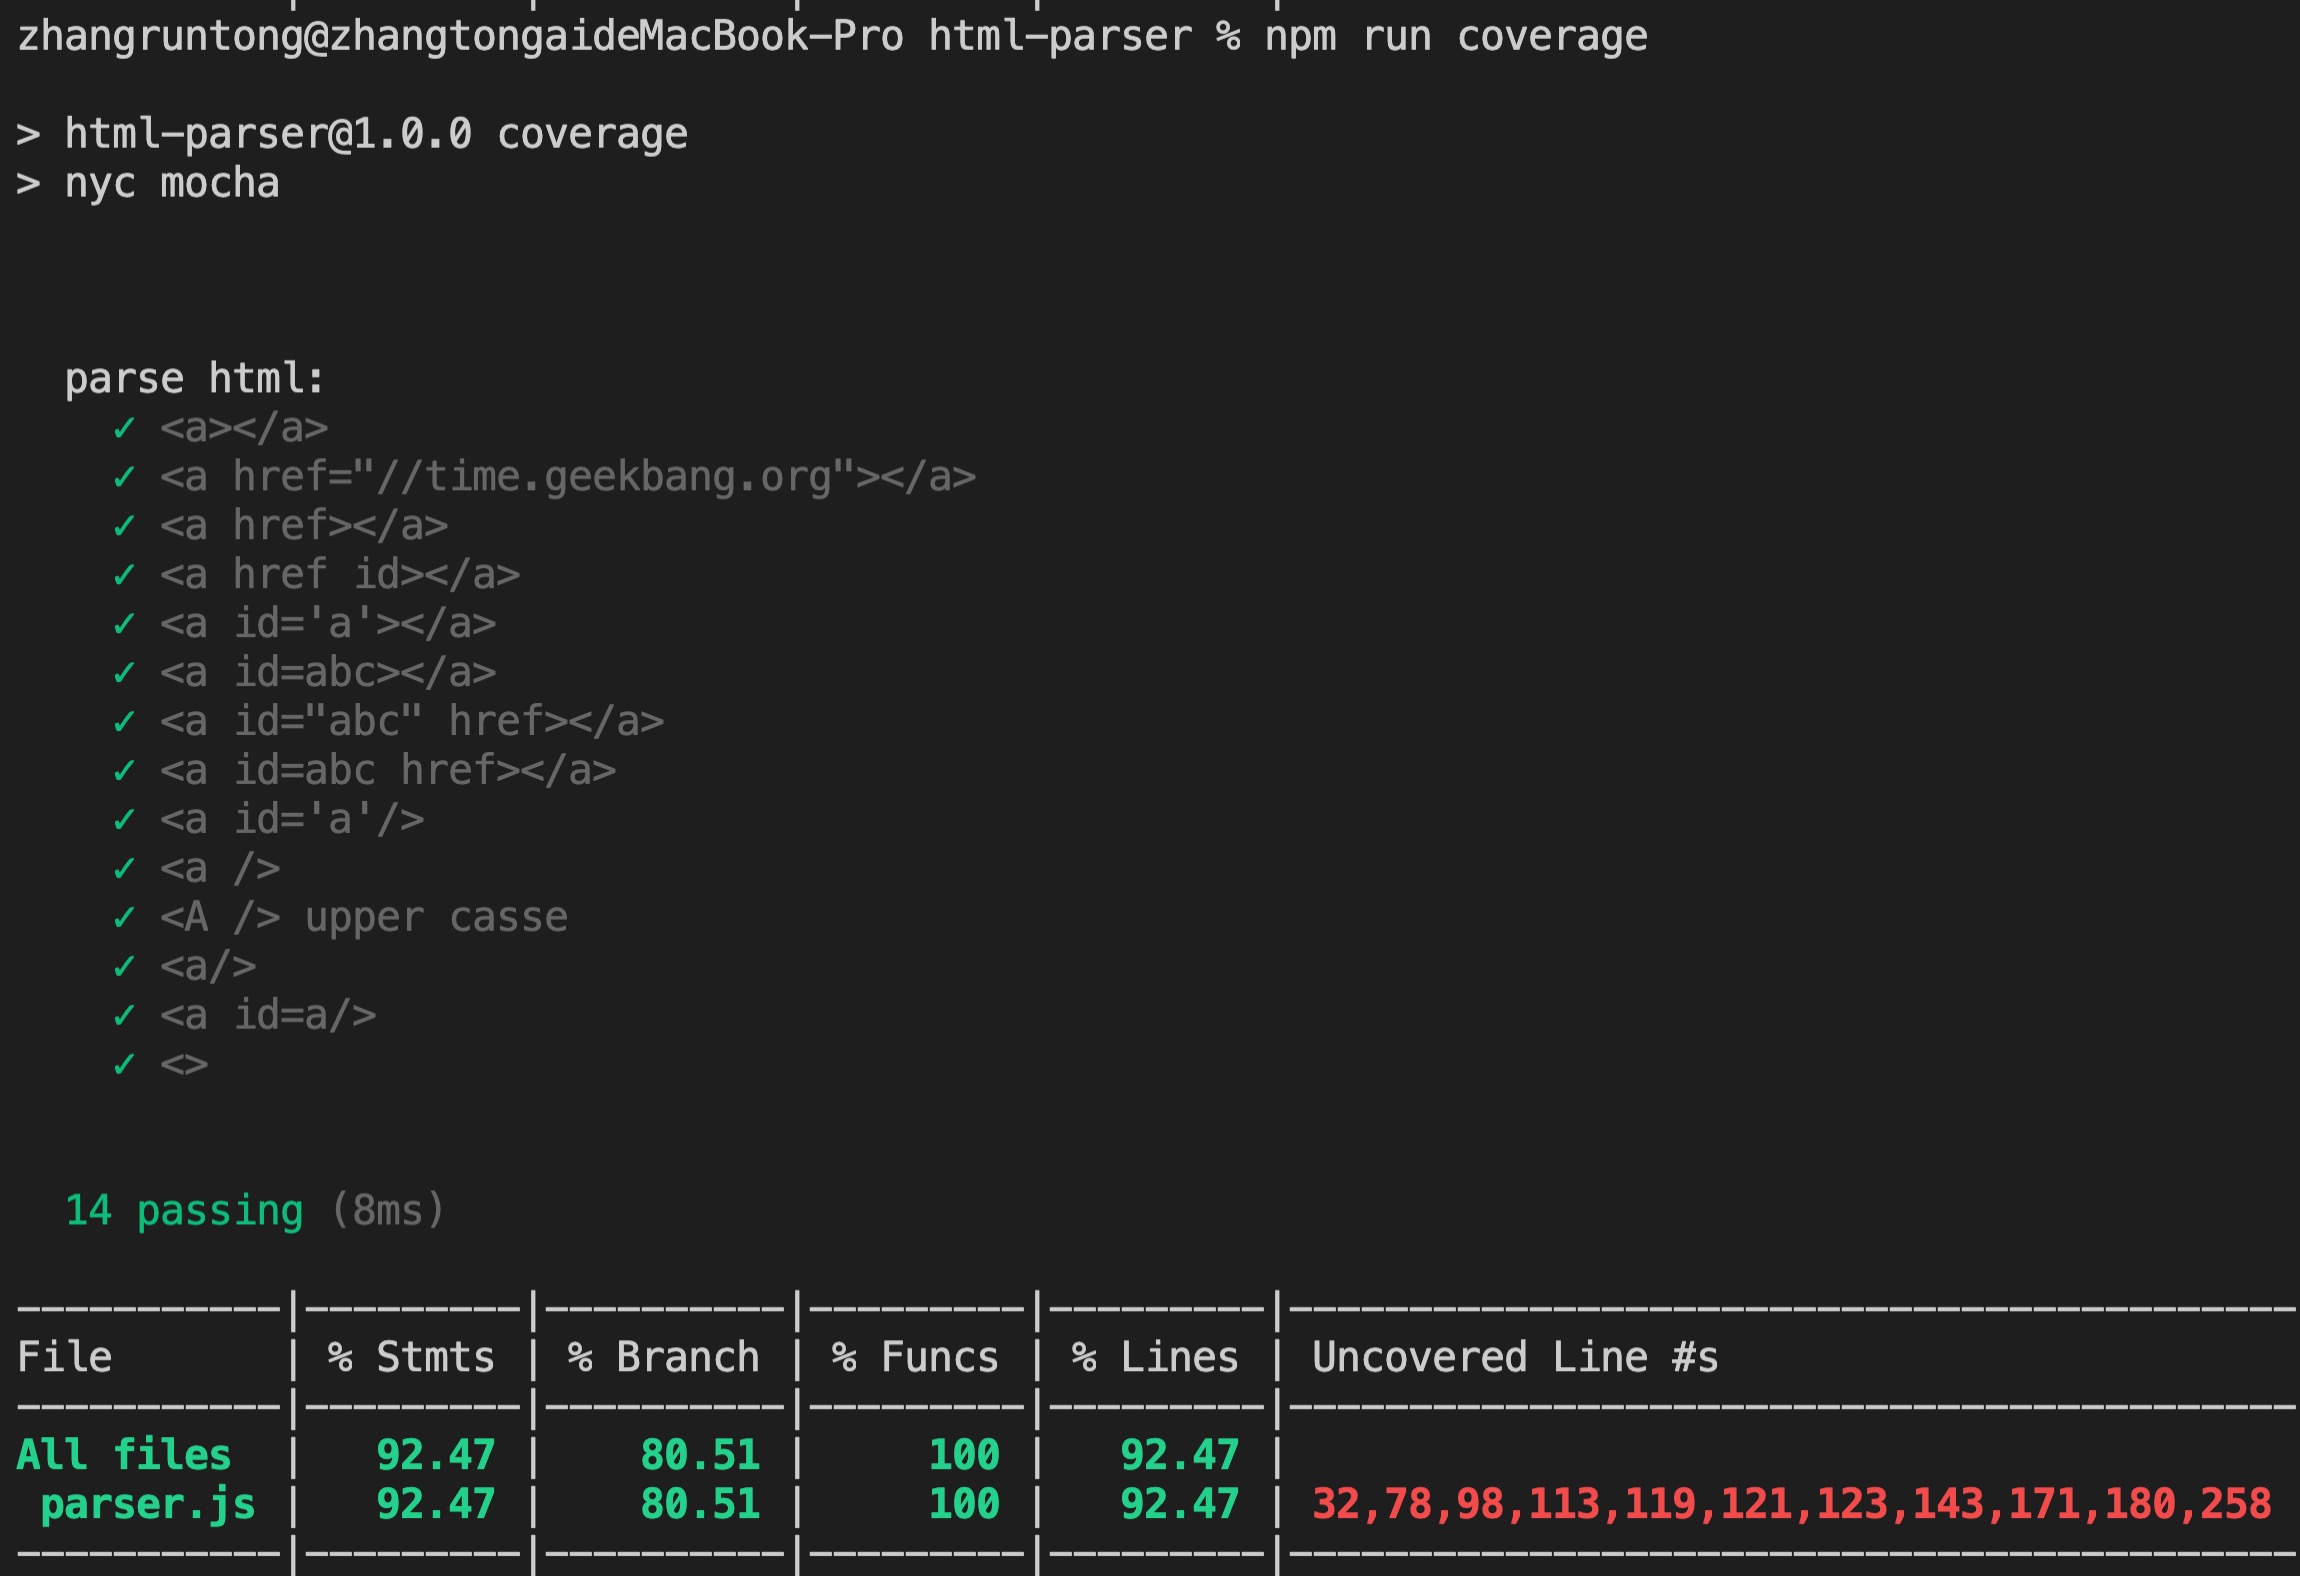 zhangruntong@zhangtongaideMacBook-Pro html-parser % npm run coverage
> html-parser@1.0.0 coverage
> nyc mocha
parse html:
✓ <a></a>
✓ <a href="//time.geekbang.org"></a>
✓ <a href></a>
✓ <a href id></a>
✓ <a id='a'></a>
✓ <a id=abc></a>
✓ <a id="abc" href></a>
✓ <a id=abc href></a>
✓ <a id='a'/>
✓ <a />
✓ <A /> upper casse
✓ <a/>
✓ <a id=a/>
✓ <>
14 passing (8ms)
-----------|---------|----------|---------|---------|------------------------------------------
File | % Stmts | % Branch | % Funcs | % Lines | Uncovered Line #s
-----------|---------|----------|---------|---------|------------------------------------------
All files | 92.47 | 80.51 | 100 | 92.47 |
parser.js | 92.47 | 80.51 | 100 | 92.47 | 32,78,98,113,119,121,123,143,171,180,258
-----------|---------|----------|---------|---------|------------------------------------------